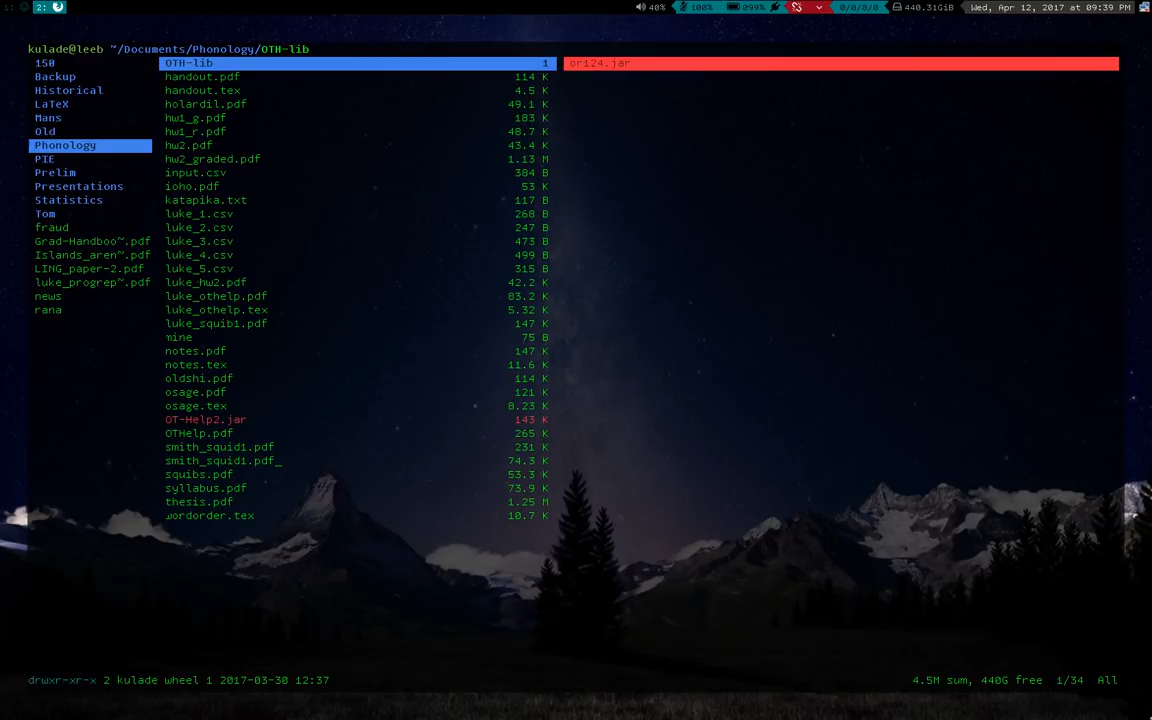 1: 2: 40% 100% 099% 0/0/0/0 440.31GiB Wed, Apr 12, 2017 at 09:39 PM
kulade@leeb ~/Documents/Phonology/OTH-lib
150 OTH-lib 1 or124.jar
Backup handout.pdf 114 K
Historical handout.tex 4.5 K
LaTeX holardil.pdf 49.1 K
Mans hw1_g.pdf 183 K
Old hw1_r.pdf 48.7 K
Phonology hw2.pdf 43.4 K
PIE hw2_graded.pdf 1.13 M
Prelim input.csv 384 B
Presentations ioho.pdf 53 K
Statistics katapika.txt 117 B
Tom luke_1.csv 268 B
fraud luke_2.csv 247 B
Grad-Handboo~.pdf luke_3.csv 473 B
Islands_aren~.pdf luke_4.csv 499 B
LING_paper-2.pdf luke_5.csv 315 B
luke_progrep~.pdf luke_hw2.pdf 42.2 K
news luke_othelp.pdf 83.2 K
rana luke_othelp.tex 5.32 K
luke_squib1.pdf 147 K
mine 75 B
notes.pdf 147 K
notes.tex 11.6 K
oldshi.pdf 114 K
osage.pdf 121 K
osage.tex 8.23 K
OT-Help2.jar 143 K
OTHelp.pdf 265 K
smith_squid1.pdf 231 K
smith_squid1.pdf_ 74.3 K
squibs.pdf 53.3 K
syllabus.pdf 73.9 K
thesis.pdf 1.25 M
wordorder.tex 10.7 K
drwxr-xr-x 2 kulade wheel 1 2017-03-30 12:37 4.5M sum, 440G free 1/34 All